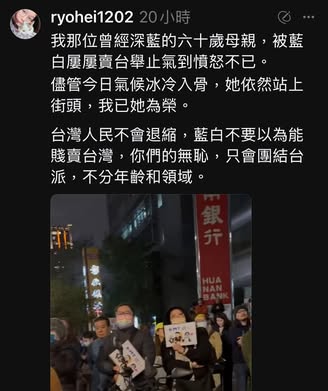 ryohei1202 20小時
我那位曾經深藍的六十歲母親，被藍
白屢屢賣台舉止氣到憤怒不已。
儘管今日氣候冰冷入骨，她依然站上
街頭，我已她為榮。
台灣人民不會退縮，藍白不要以為能
賤賣台灣，你們的無恥，只會團結台
派，不分年齡和領域。
南銀行
HUA
NAN
BANK